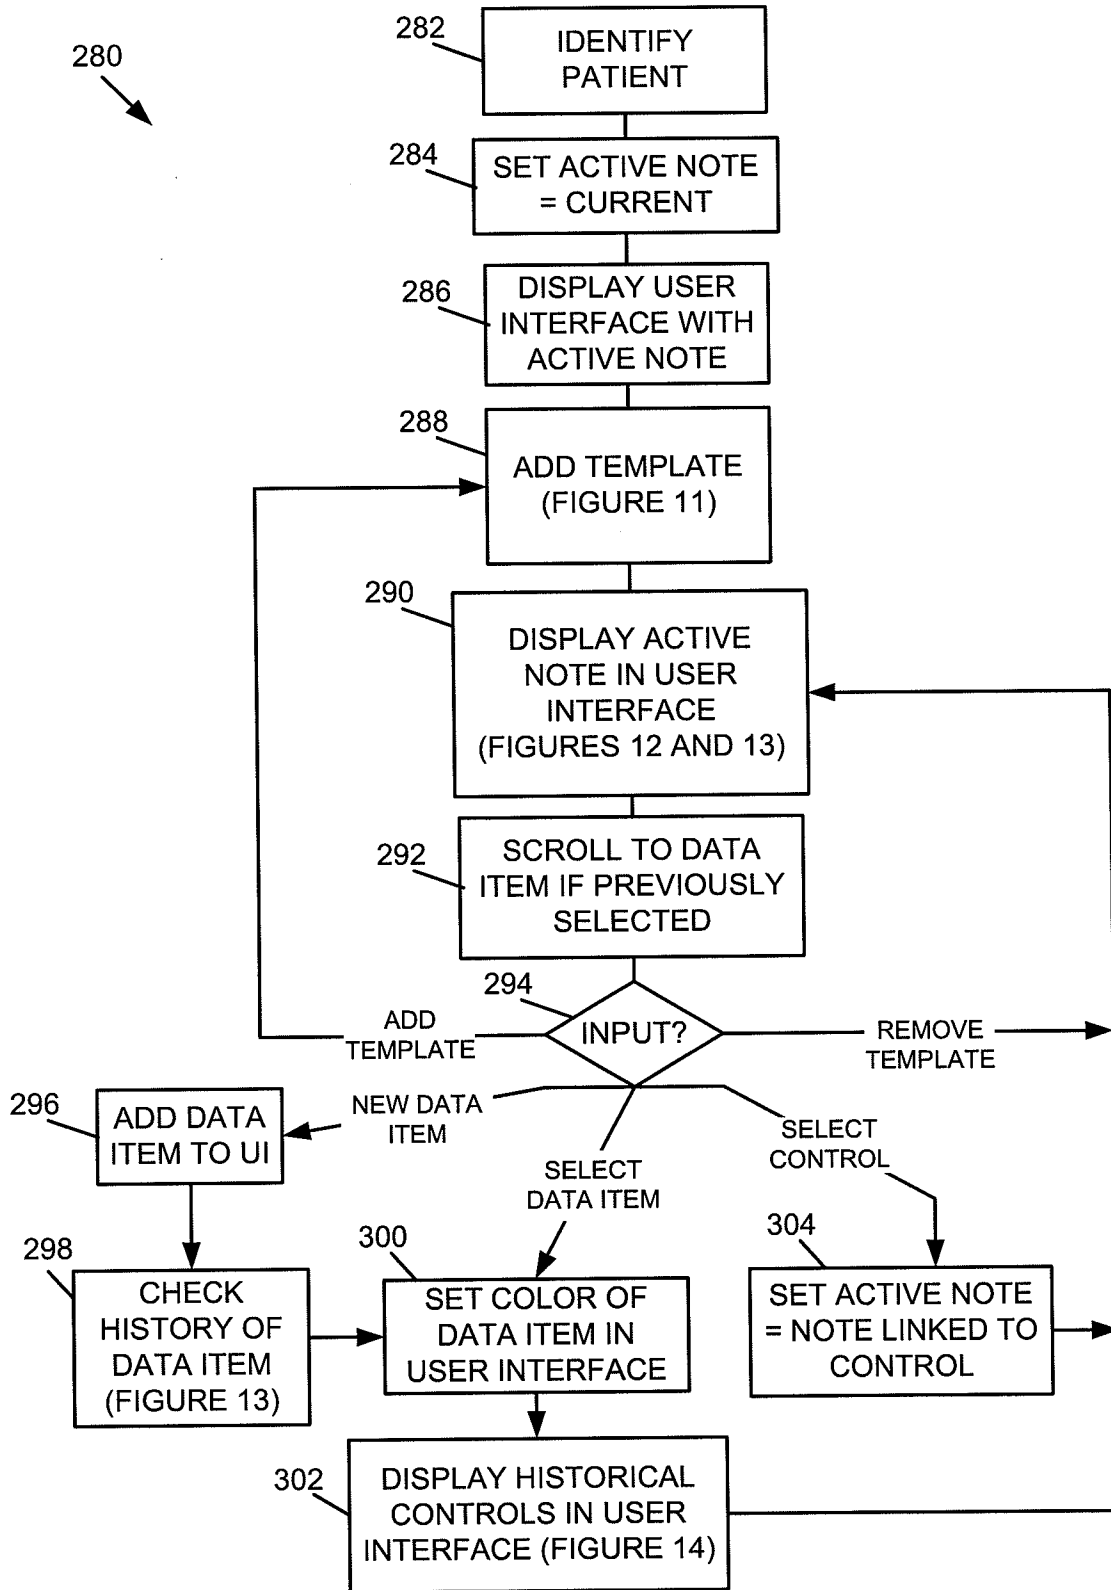 282
IDENTIFY
PATIENT
280
284
SET ACTIVE NOTE
= CURRENT
286
DISPLAY USER
INTERFACE WITH
ACTIVE NOTE
288
ADD TEMPLATE
(FIGURE 11)
290
DISPLAY ACTIVE
NOTE IN USER
INTERFACE
(FIGURES 12 AND 13)
292
SCROLL TO DATA
ITEM IF PREVIOUSLY
SELECTED
294
INPUT?
ADD
TEMPLATE
REMOVE
TEMPLATE
296
ADD DATA
ITEM TO UI
NEW DATA
ITEM
SELECT
DATA ITEM
SELECT
CONTROL
298
CHECK
HISTORY OF
DATA ITEM
(FIGURE 13)
300
SET COLOR OF
DATA ITEM IN
USER INTERFACE
304
SET ACTIVE NOTE
= NOTE LINKED TO
CONTROL
302
DISPLAY HISTORICAL
CONTROLS IN USER
INTERFACE (FIGURE 14)